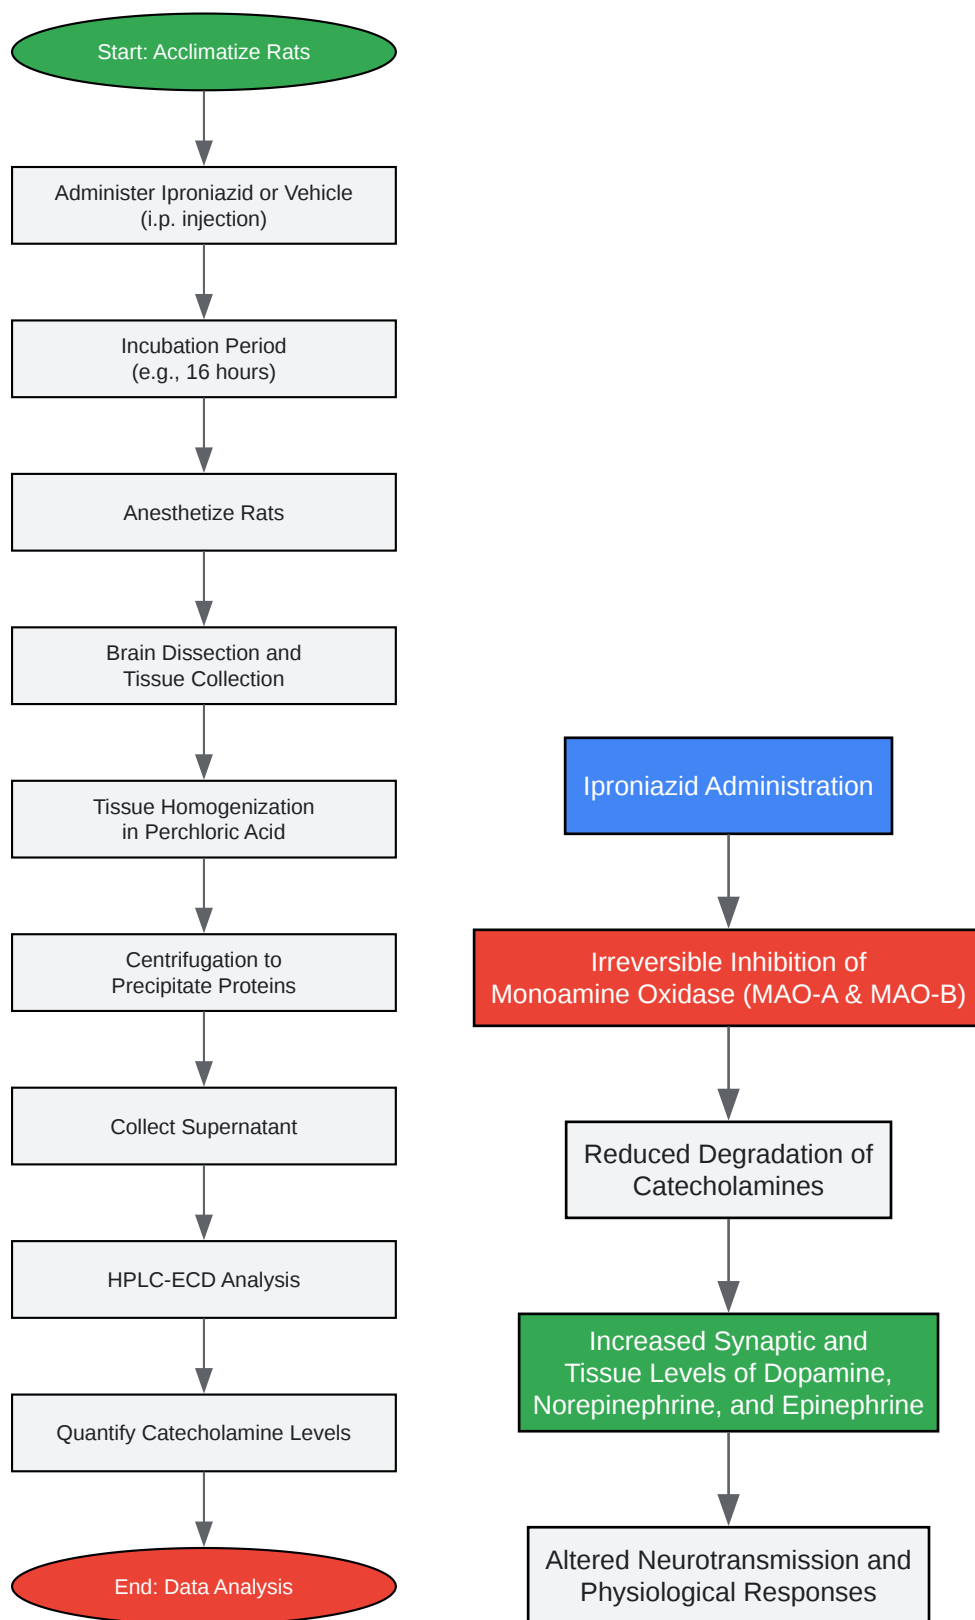 Start: Acclimatize Rats
Administer Iproniazid or Vehicle
(i.p. injection)
Incubation Period
(e.g., 16 hours)
Anesthetize Rats
Brain Dissection and
Tissue Collection
Tissue Homogenization
in Perchloric Acid
Centrifugation to
Precipitate Proteins
Collect Supernatant
HPLC-ECD Analysis
Quantify Catecholamine Levels
End: Data Analysis
Iproniazid Administration
Irreversible Inhibition of
Monoamine Oxidase (MAO-A & MAO-B)
Reduced Degradation of
Catecholamines
Increased Synaptic and
Tissue Levels of Dopamine,
Norepinephrine, and Epinephrine
Altered Neurotransmission and
Physiological Responses